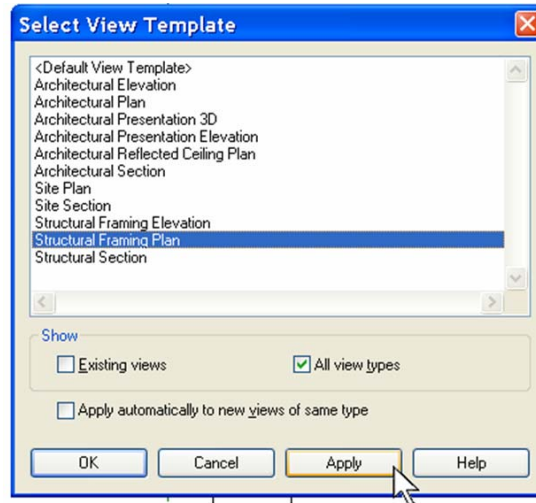 Select View Template
<Default View Template>
Architectural Elevation
Architectural Plan
Architectural Presentation 3D
Architectural Presentation Elevation
Architectural Reflected Ceiling Plan
Architectural Section
Site Plan
Site Section
Structural Framing Elevation
Structural Framing Plan
Structural Section
Show
Existing views
All view types
Apply automatically to new views of same type
OK
Cancel
Apply
Help